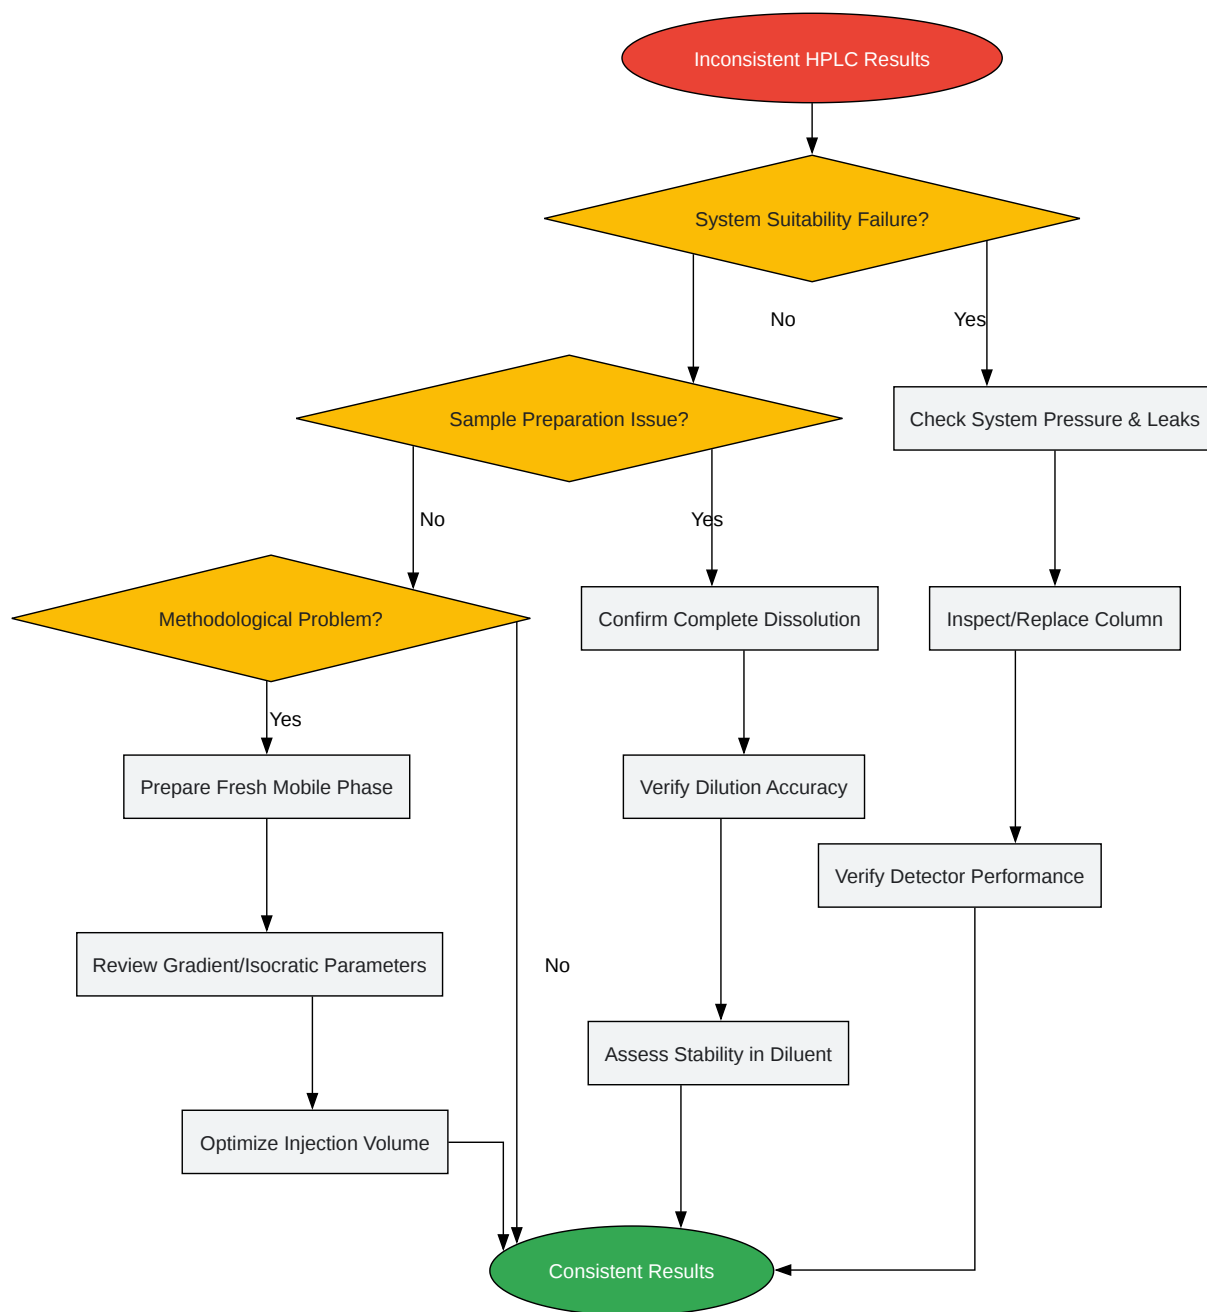 Inconsistent HPLC Results
System Suitability Failure?
No
Yes
Sample Preparation Issue?
Check System Pressure & Leaks
No
Yes
Methodological Problem?
Confirm Complete Dissolution
Inspect/Replace Column
Yes
Prepare Fresh Mobile Phase
Verify Dilution Accuracy
Verify Detector Performance
Review Gradient/Isocratic Parameters
No
Assess Stability in Diluent
Optimize Injection Volume
Consistent Results